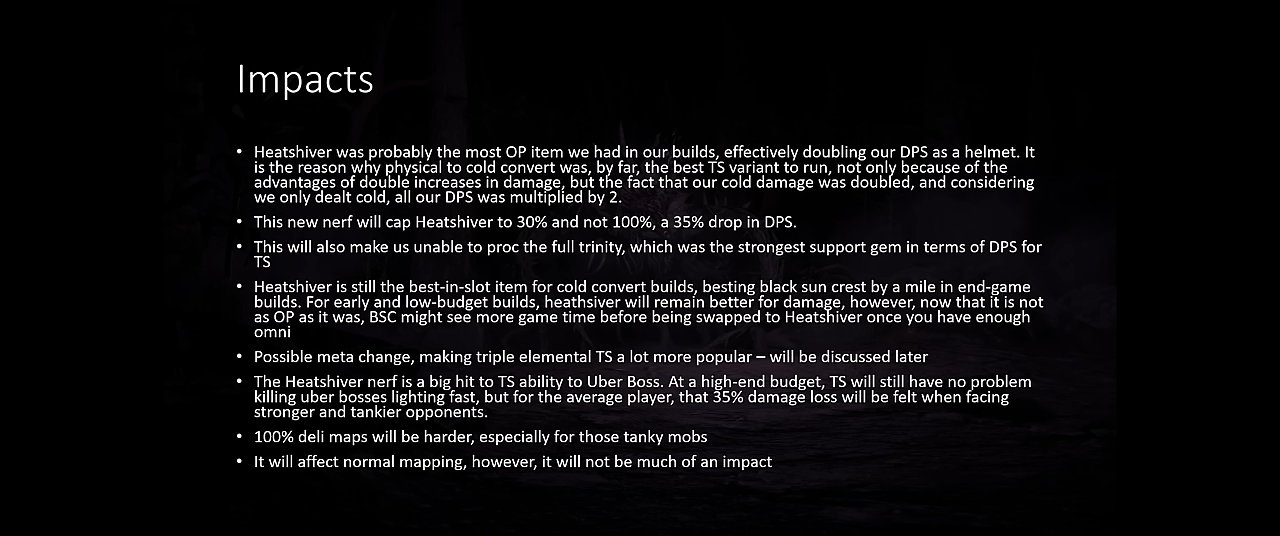 Impacts
• Heatshiver was probably the most OP item we had in our builds, effectively doubling our DPS as a helmet. It
is the reason why physical to cold convert was, by far, the best TS variant to run, not only because of the
advantages of double increases in damage, but the fact that our cold damage was doubled, and considering
we only dealt cold, all our DPS was multiplied by 2.
• This new nerf will cap Heatshiver to 30% and not 100%, a 35% drop in DPS.
• This will also make us unable to proc the full trinity, which was the strongest support gem in terms of DPS for
TS
• Heatshiver is still the best-in-slot item for cold convert builds, besting black sun crest by a mile in end-game
builds. For early and low-budget builds, heathsiver will remain better for damage, however, now that it is not
as OP as it was, BSC might see more game time before being swapped to Heatshiver once you have enough
omni
• Possible meta change, making triple elemental TS a lot more popular – will be discussed later
• The Heatshiver nerf is a big hit to TS ability to Uber Boss. At a high-end budget, TS will still have no problem
killing uber bosses lighting fast, but for the average player, that 35% damage loss will be felt when facing
stronger and tankier opponents.
• 100% deli maps will be harder, especially for those tanky mobs
• It will affect normal mapping, however, it will not be much of an impact